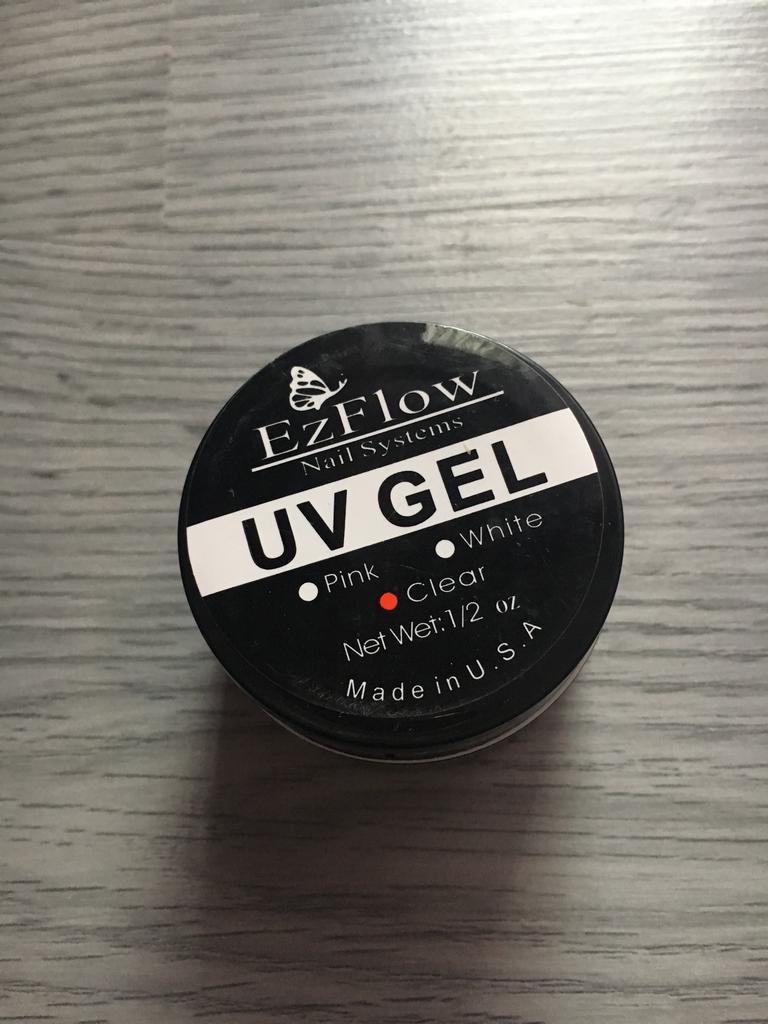 EzFlow
Nail Systems
UV GEL
Pink
White
Clear
Net Wet:1/2 oz
Made in U.S.A